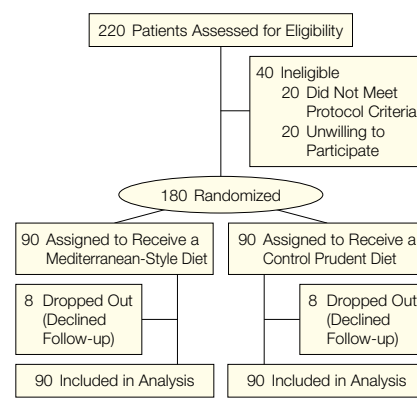 220 Patients Assessed for Eligibility
40 Ineligible
20 Did Not Meet
Protocol Criteria
20 Unwilling to
Participate
180 Randomized
90 Assigned to Receive a
Mediterranean-Style Diet
90 Assigned to Receive a
Control Prudent Diet
8 Dropped Out
(Declined
Follow-up)
8 Dropped Out
(Declined
Follow-up)
90 Included in Analysis
90 Included in Analysis